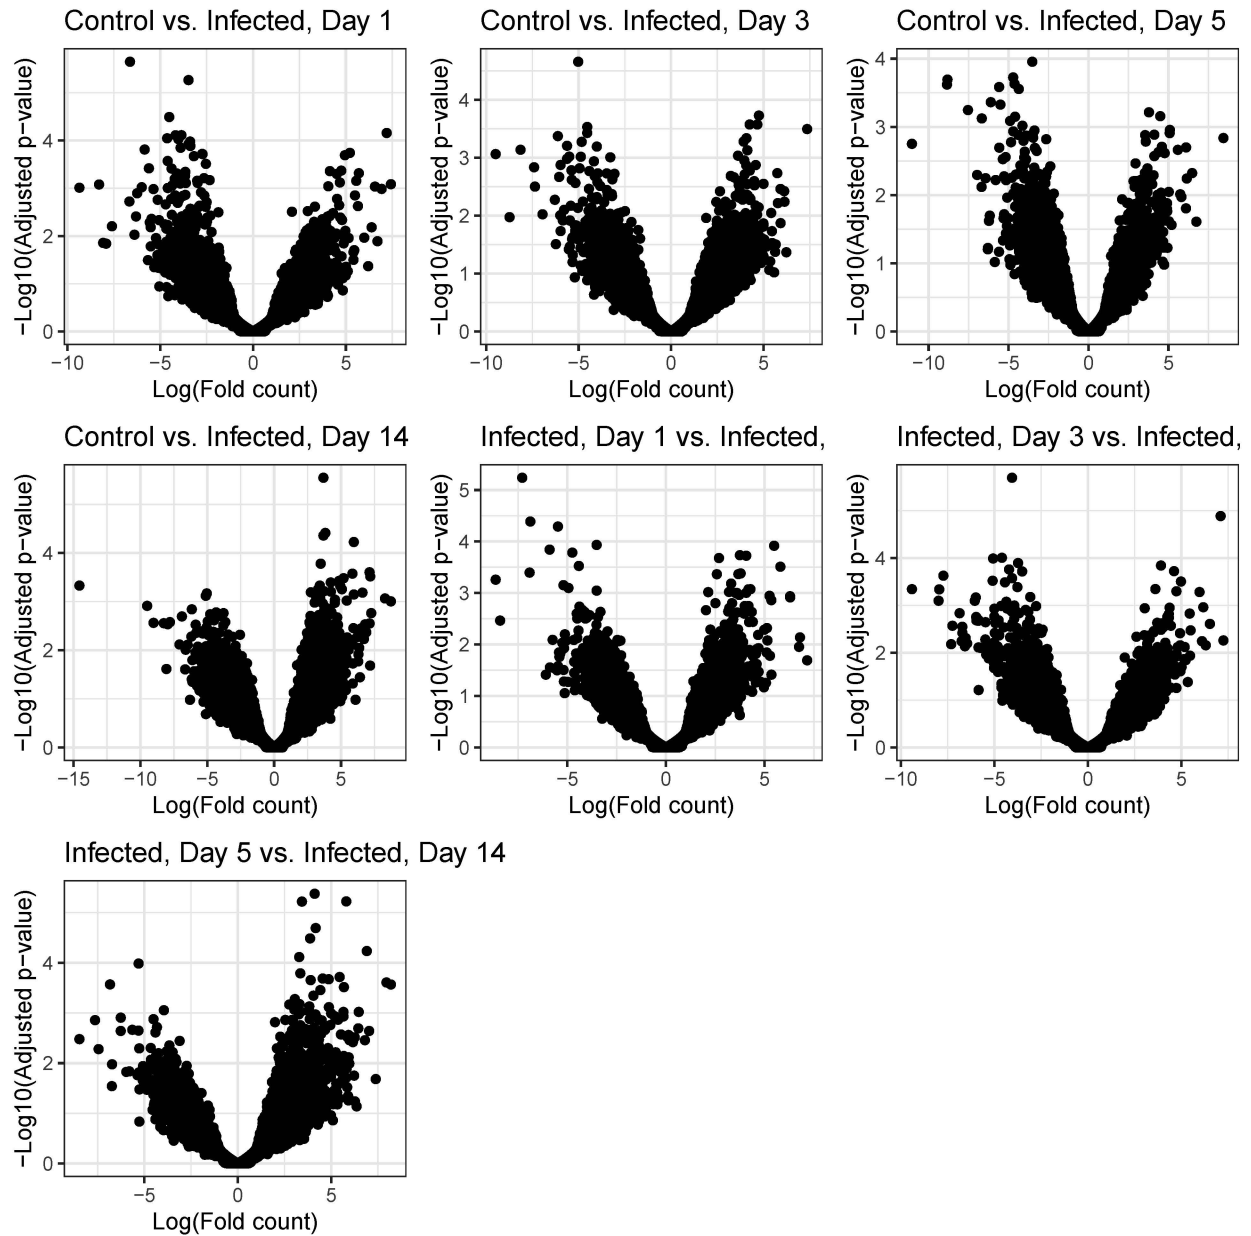 Control vs. Infected, Day 1
Control vs. Infected, Day 3
Control vs. Infected, Day 5
−Log10(Adjusted p−value)
4
2
0
−10 −5 0 5
Log(Fold count)
−Log10(Adjusted p−value)
4
3
2
1
0
−10 −5 0 5
Log(Fold count)
−Log10(Adjusted p−value)
4
3
2
1
0
−10 −5 0 5
Log(Fold count)
Control vs. Infected, Day 14
Infected, Day 1 vs. Infected,
Infected, Day 3 vs. Infected,
−Log10(Adjusted p−value)
4
2
0
−15 −10 −5 0 5
Log(Fold count)
−Log10(Adjusted p−value)
5
4
3
2
1
0
−5 0 5
Log(Fold count)
−Log10(Adjusted p−value)
4
2
0
−10 −5 0 5
Log(Fold count)
Infected, Day 5 vs. Infected, Day 14
−Log10(Adjusted p−value)
4
2
0
−5 0 5
Log(Fold count)